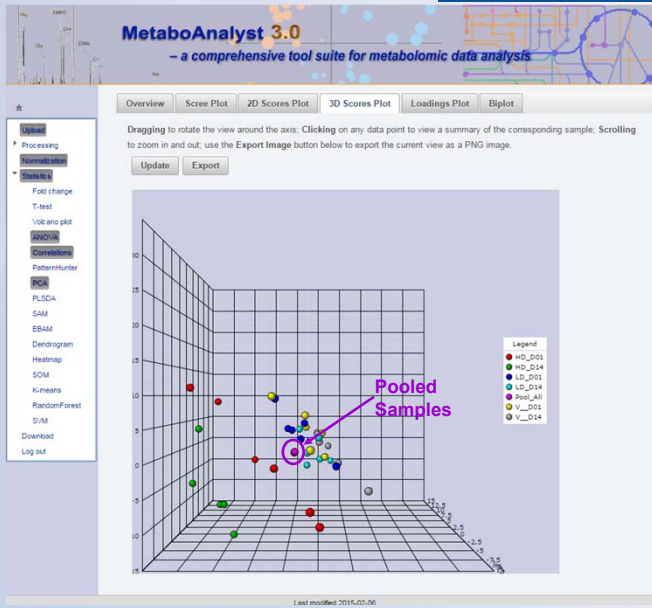 MetaboAnalyst 3.0
– a comprehensive tool suite for metabolomic data analysis
Overview
Scree Plot
2D Scores Plot
3D Scores Plot
Loadings Plot
Biplot
Dragging to rotate the view around the axis; Clicking on any data point to view a summary of the corresponding sample; Scrolling
to zoom in and out; use the Export Image button below to export the current view as a PNG image.
Update
Export
Upload
Processing
Normalization
Statistics
Fold change
T-test
Volcano plot
ANOVA
Correlations
PatternHunter
PCA
PLSDA
SAM
EBAM
Dendrogram
Heatmap
SOM
K-means
RandomForest
SVM
Download
Log out
Pooled
Samples
Legend
HD_D01
HD_D14
LD_D01
LD_D14
Pool_All
V__D01
V__D14
Last modified 2015-02-06